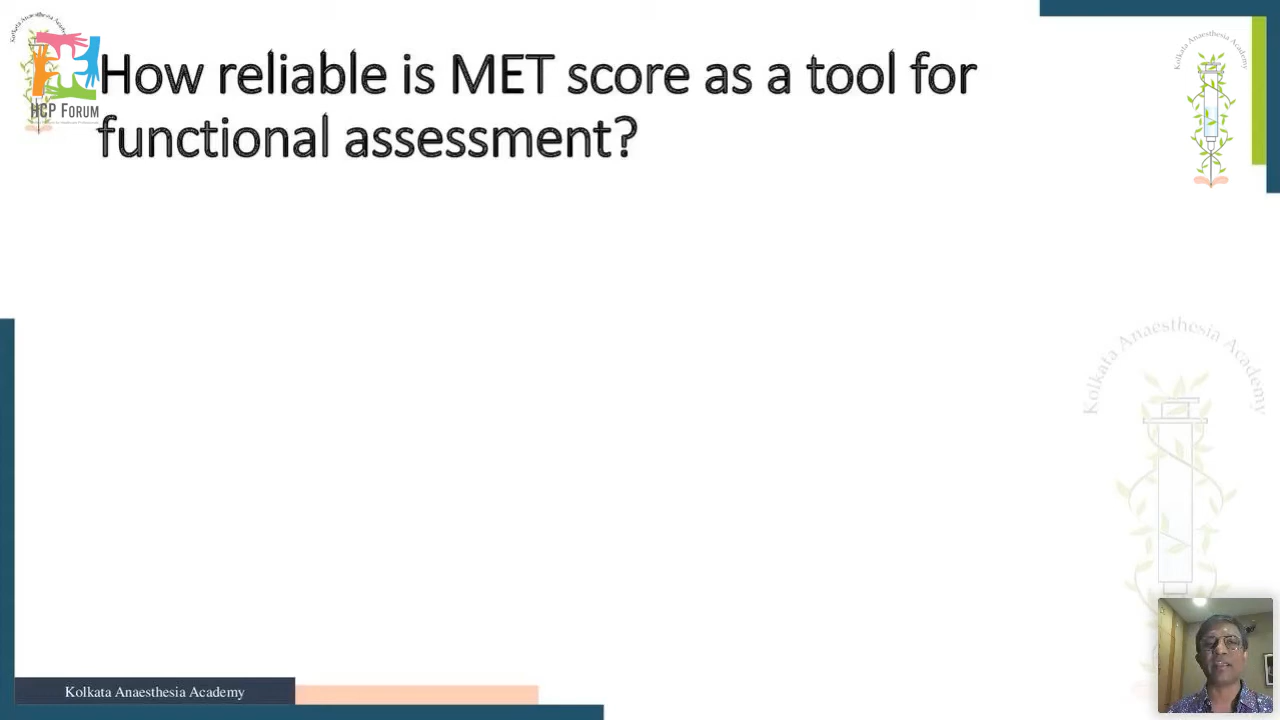 How reliable is MET score as a tool for
functional assessment?
HCP FORUM
Kolkata Anaesthesia Academy
Kolkata Anaesthesia Academy
Kolkata Anaesthesia Academy